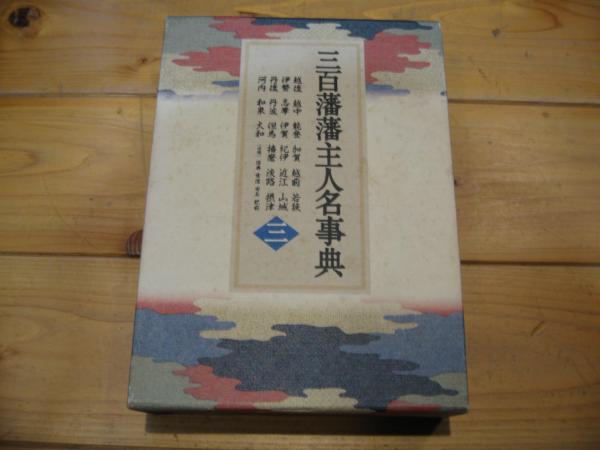 三百藩藩主人名事典
越後 越中 能登 加賀 越前 若狭
伊勢 志摩 伊賀 紀伊 近江 山城
丹後 丹波 但馬 播磨 淡路 摂津
河内 和泉 大和
三